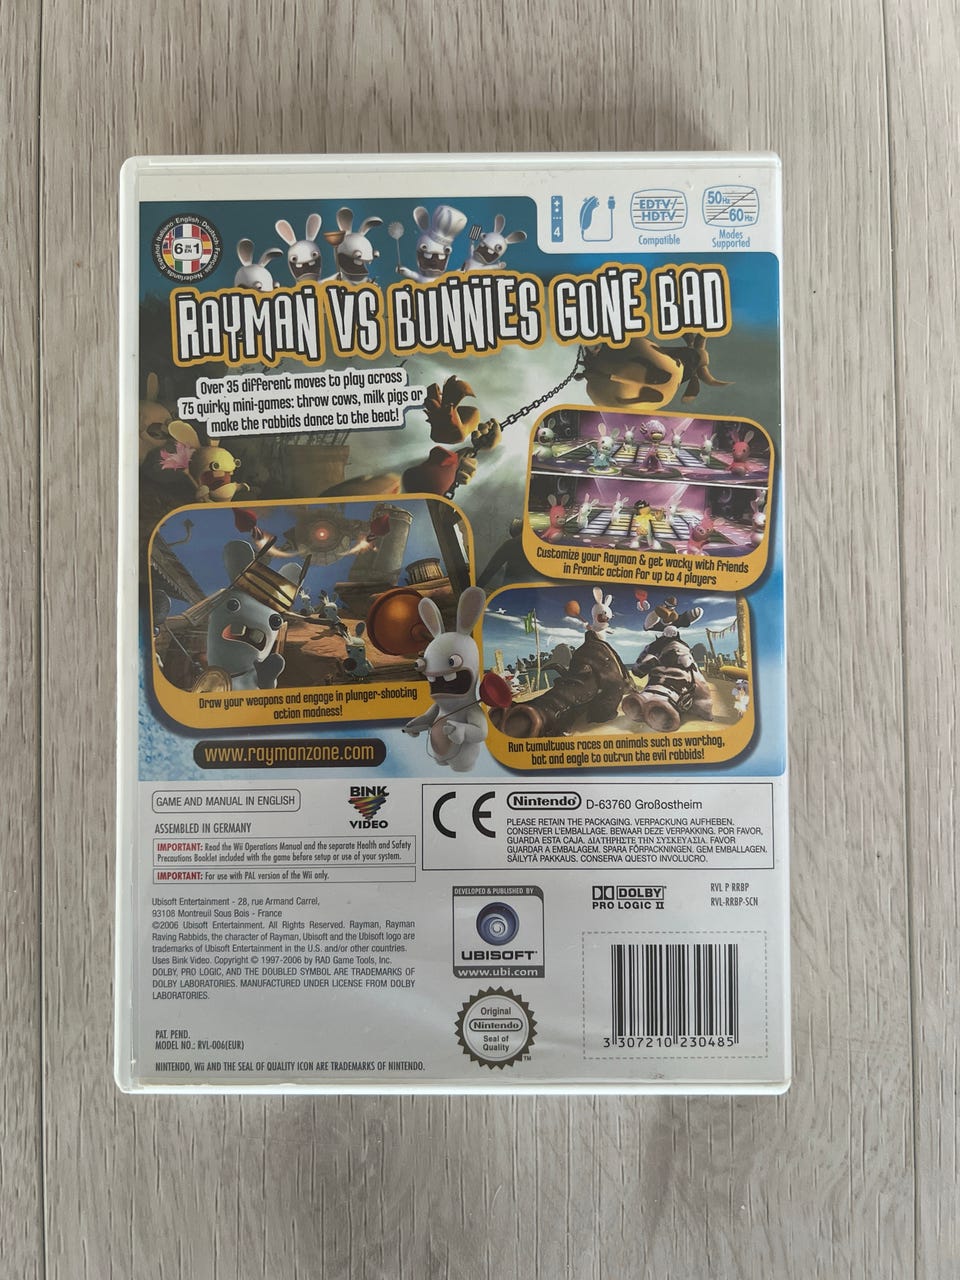 6 IN EN 1
English · Deutsch · Français · Nederlands · Español · Italiano
4
EDTV/
HDTV
Compatible
50Hz
60Hz
Modes
Supported
RAYMAN VS BUNNIES GONE BAD
Over 35 different moves to play across
75 quirky mini-games: throw cows, milk pigs or
make the rabbids dance to the beat!
Customize your Rayman & get wacky with friends
in frantic action for up to 4 players
Draw your weapons and engage in plunger-shooting
action madness!
Run tumultuous races on animals such as warthog,
bat and eagle to outrun the evil rabbids!
www.raymanzone.com
GAME AND MANUAL IN ENGLISH
BINK
VIDEO
ASSEMBLED IN GERMANY
IMPORTANT: Read the Wii Operations Manual and the separate Health and Safety
Precautions Booklet included with the game before setup or use of your system.
IMPORTANT: For use with PAL version of the Wii only.
CE
Nintendo® D-63760 Großostheim
PLEASE RETAIN THE PACKAGING. VERPACKUNG AUFHEBEN.
CONSERVER L'EMBALLAGE. BEWAAR DEZE VERPAKKING. POR FAVOR,
GUARDA ESTA CAJA. ΔΙΑΤΗΡΗΣΤΕ ΤΗΝ ΣΥΣΚΕΥΑΣΙΑ. FAVOR
GUARDAR A EMBALAGEM. SPARA FÖRPACKNINGEN. GEM EMBALLAGEN.
SÄILYTÄ PAKKAUS. CONSERVA QUESTO INVOLUCRO.
Ubisoft Entertainment - 28, rue Armand Carrel,
93108 Montreuil Sous Bois - France
©2006 Ubisoft Entertainment. All Rights Reserved. Rayman, Rayman
Raving Rabbids, the character of Rayman, Ubisoft and the Ubisoft logo are
trademarks of Ubisoft Entertainment in the U.S. and/or other countries.
Uses Bink Video. Copyright © 1997-2006 by RAD Game Tools, Inc.
DOLBY, PRO LOGIC, AND THE DOUBLED SYMBOL ARE TRADEMARKS OF
DOLBY LABORATORIES. MANUFACTURED UNDER LICENSE FROM DOLBY
LABORATORIES.
DEVELOPED & PUBLISHED BY
UBISOFT™
www.ubi.com
DOLBY®
PRO LOGIC II
RVL P RRBP
RVL-RRBP-SCN
Original
Nintendo®
Seal of
Quality
TM
3 307210 230485
PAT. PEND.
MODEL NO.: RVL-006(EUR)
NINTENDO, Wii AND THE SEAL OF QUALITY ICON ARE TRADEMARKS OF NINTENDO.